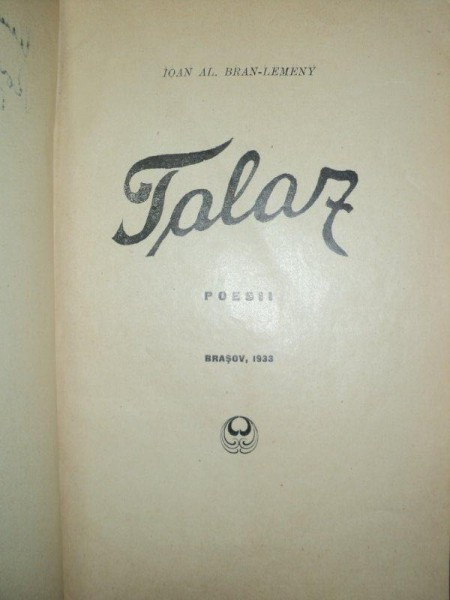 IOAN AL. BRAN-LEMENY
Talaz
POESII
BRAŞOV, 1933